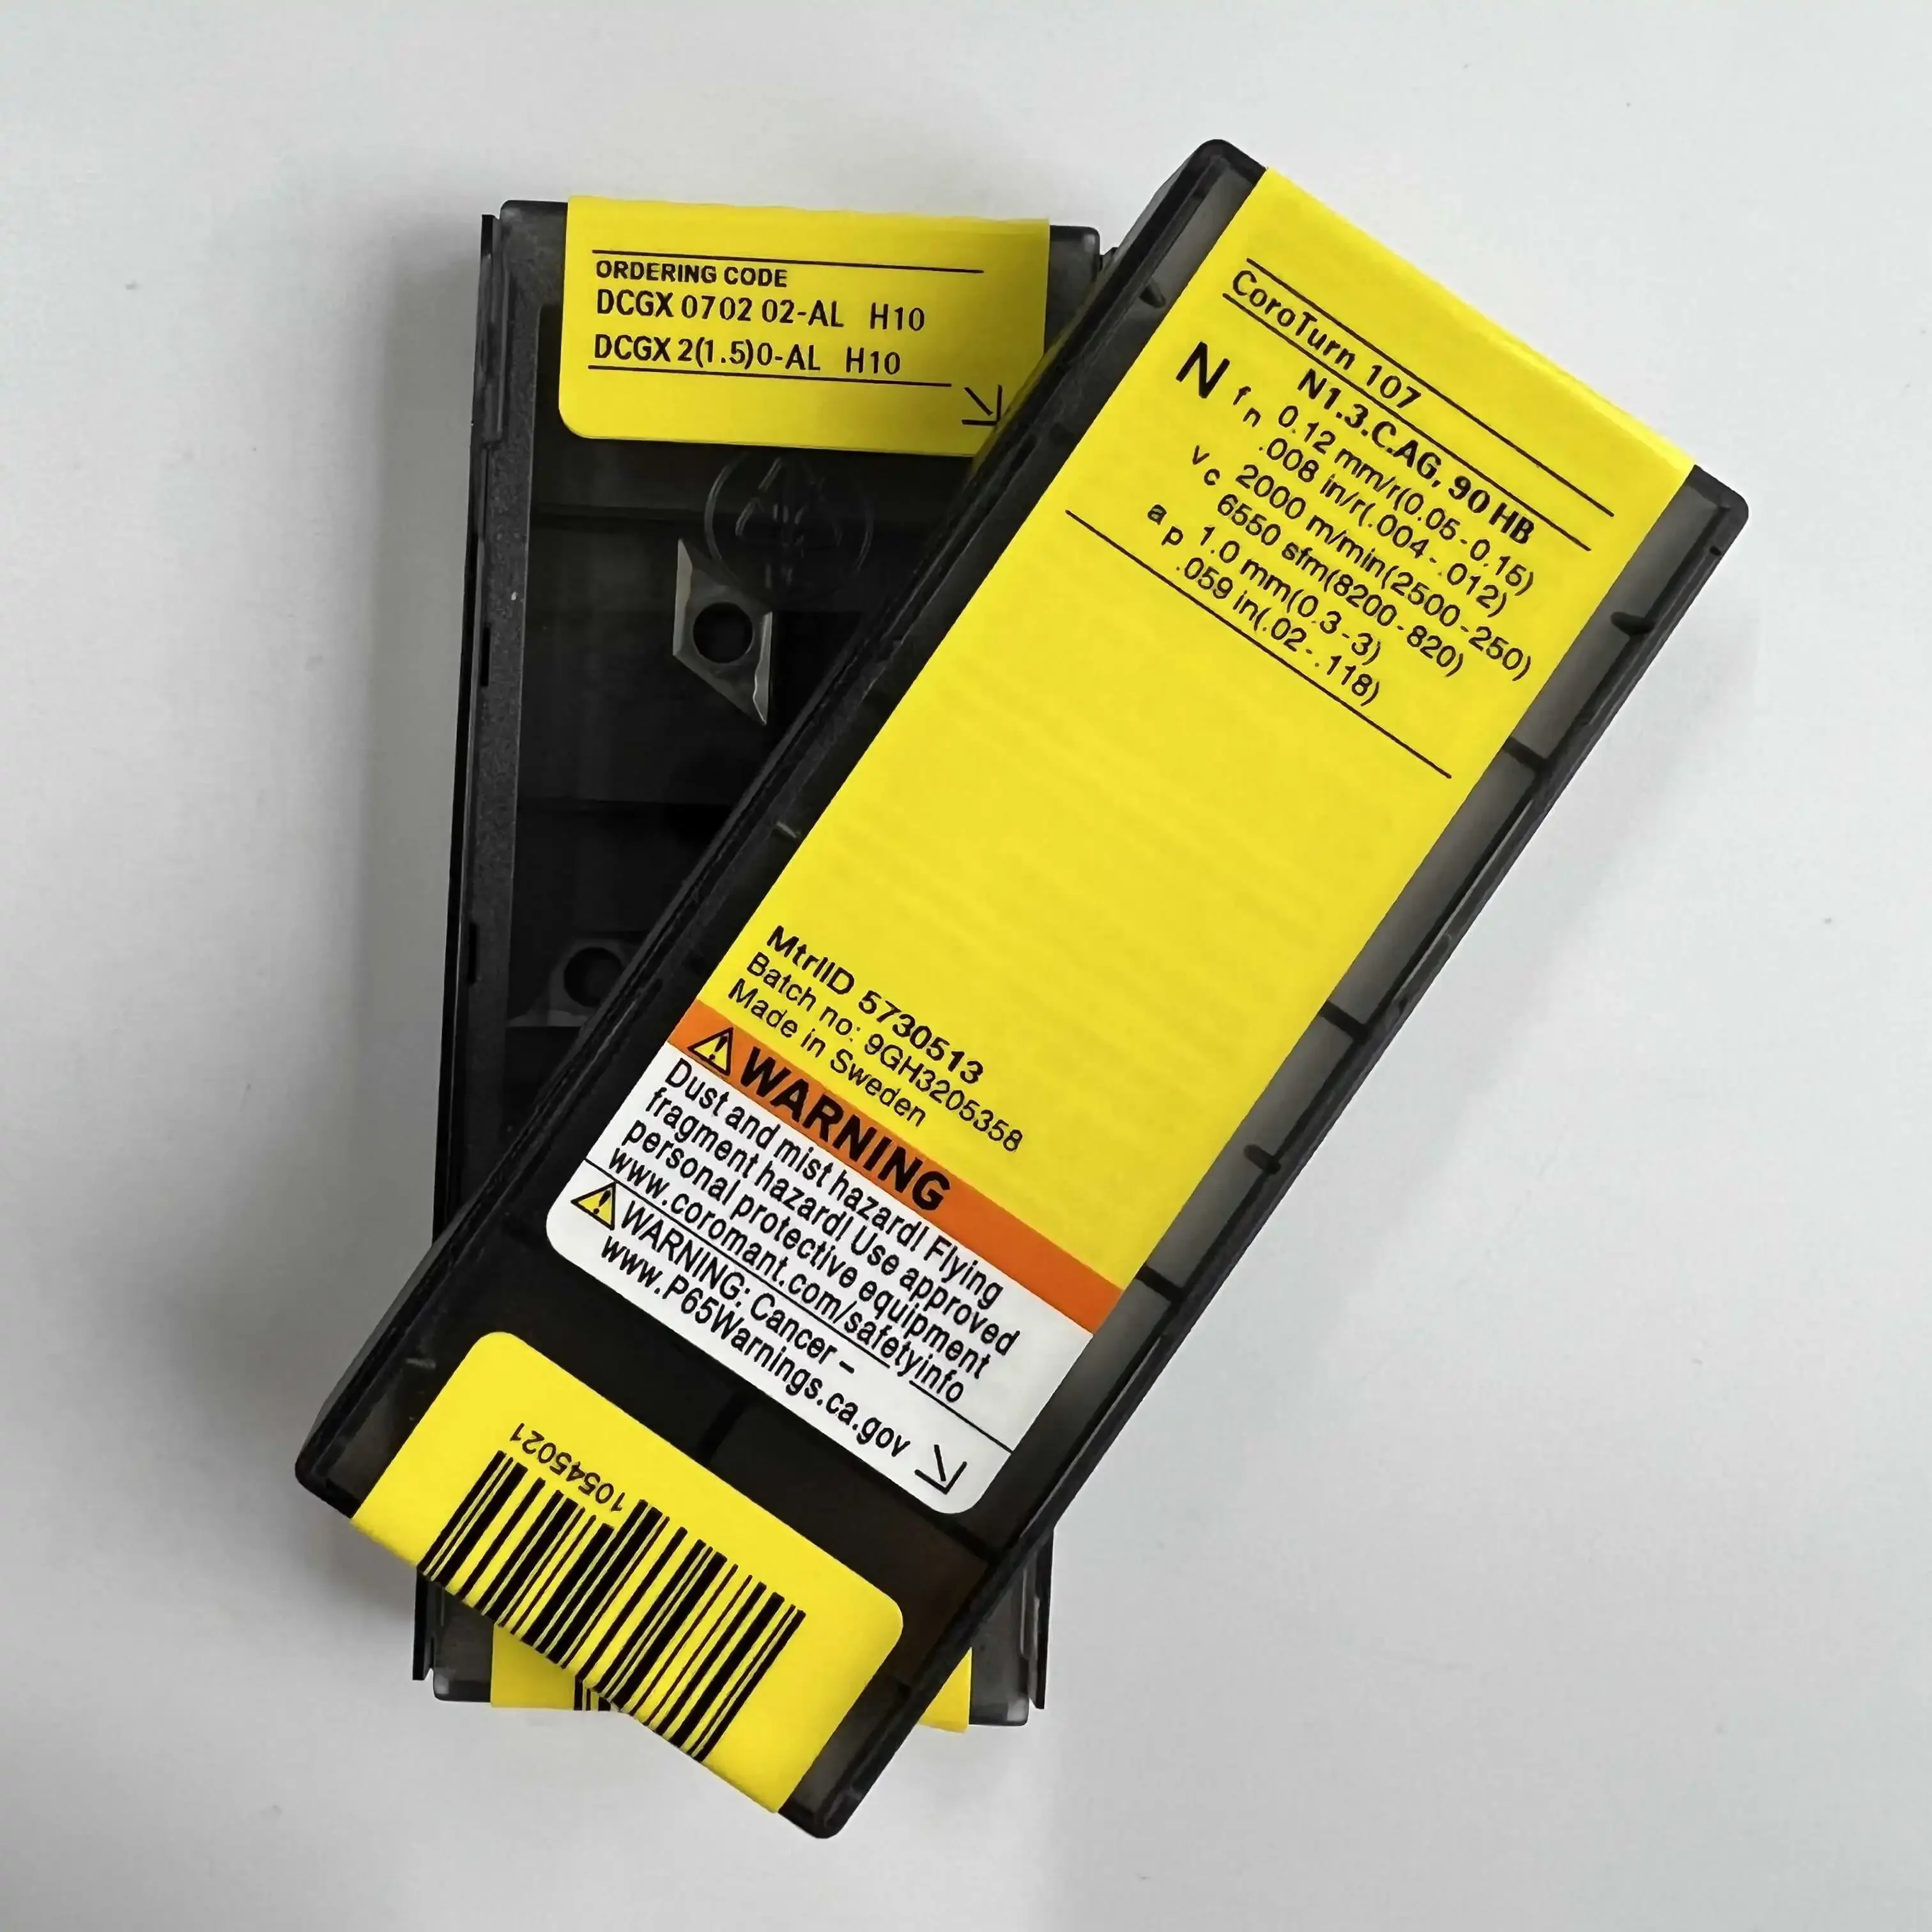 ORDERING CODE
DCGX 0702 02-AL H10
DCGX 2(1.5)0-AL H10
CoroTurn 107
N1.3.C.AG, 90 HB
N fn 0.12 mm/r(0.05-0.15)
.008 in/r(.004-.012)
vc 2000 m/min(2500-250)
6550 sfm(8200-820)
ap 1.0 mm(0.3-3)
.059 in(.02-.118)
MtrlID 5730513
Batch no: 9GH3205358
Made in Sweden
WARNING
Dust and mist hazard! Flying
fragment hazard! Use approved
personal protective equipment
www.coromant.com/safetyinfo
WARNING: Cancer –
www.P65Warnings.ca.gov
10545021